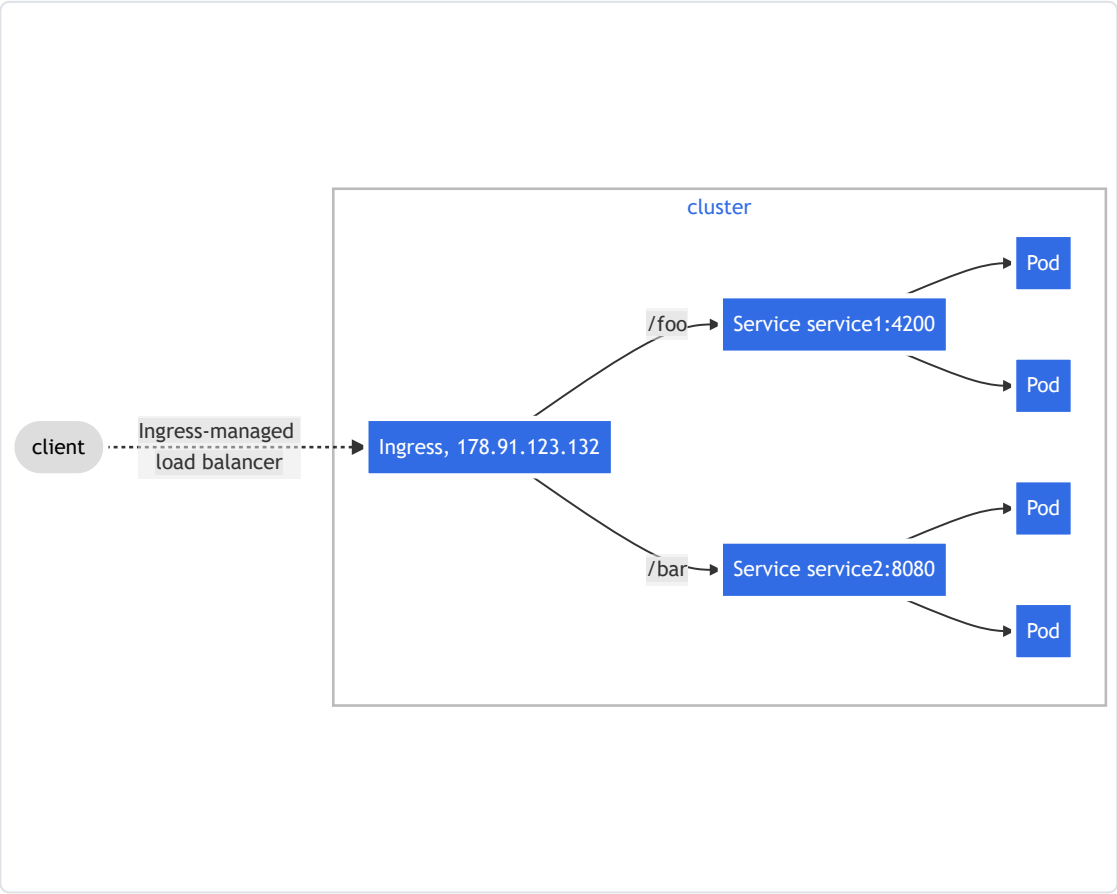 cluster
client
Ingress-managed
load balancer
Ingress, 178.91.123.132
/foo
Service service1:4200
Pod
Pod
/bar
Service service2:8080
Pod
Pod